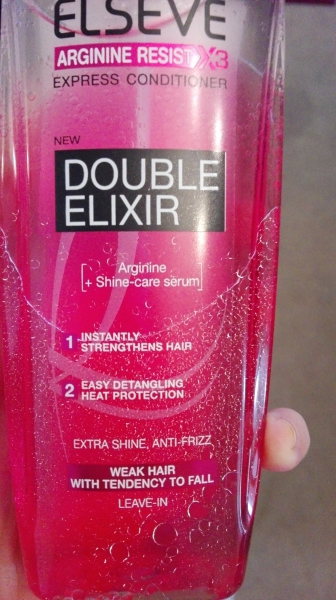 ELSEVE
ARGININE RESIST X3
EXPRESS CONDITIONER
NEW
DOUBLE
ELIXIR
Arginine
+ Shine-care serum
1 INSTANTLY
STRENGTHENS HAIR
2 EASY DETANGLING
HEAT PROTECTION
EXTRA SHINE, ANTI-FRIZZ
WEAK HAIR
WITH TENDENCY TO FALL
LEAVE-IN